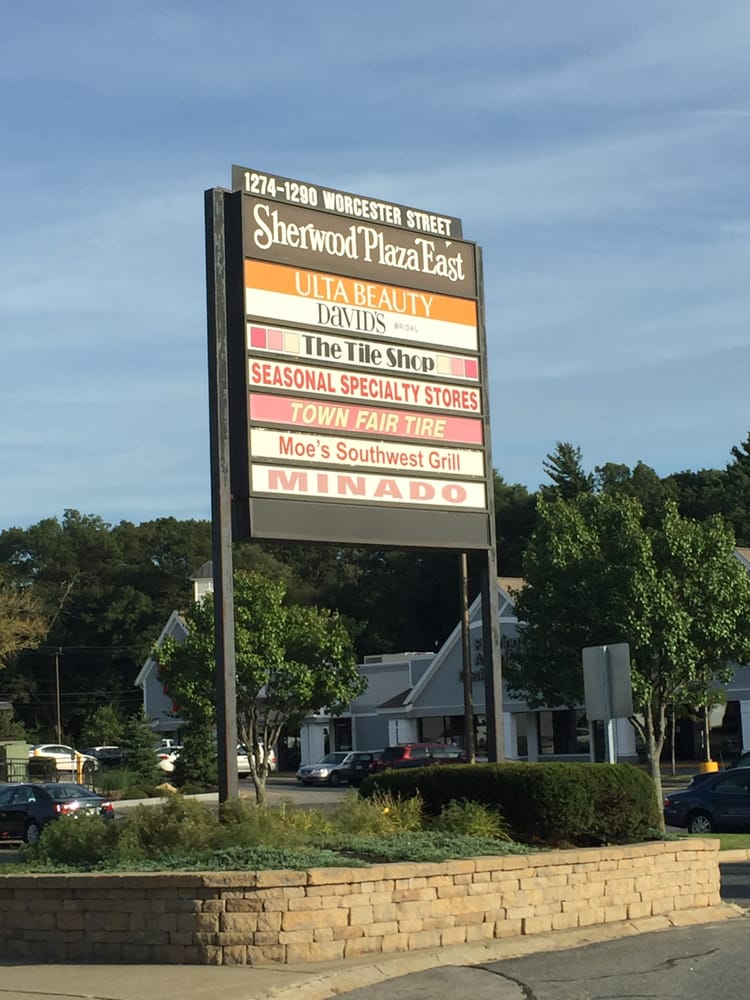 1274-1290 WORCESTER STREET
Sherwood Plaza East
ULTA BEAUTY
DAVID'S BRIDAL
The Tile Shop
SEASONAL SPECIALTY STORES
TOWN FAIR TIRE
Moe's Southwest Grill
MINADO